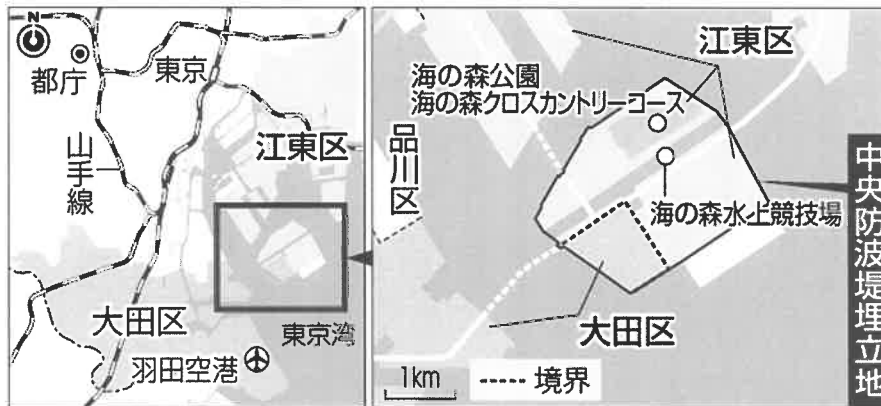 N
都庁
東京
山手線
江東区
大田区
東京湾
羽田空港
江東区
海の森公園
海の森クロスカントリーコース
品川区
海の森水上競技場
中央防波堤埋立地
大田区
1km
境界